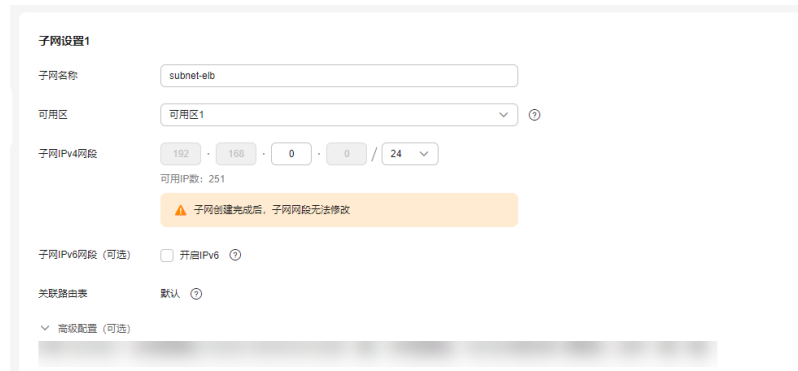 子网设置1
子网名称 subnet-elb
可用区 可用区1
子网IPv4网段 192 · 168 · 0 · 0 / 24
可用IP数：251
子网创建完成后，子网网段无法修改
子网IPv6网段（可选） 开启IPv6
关联路由表 默认
高级配置（可选）